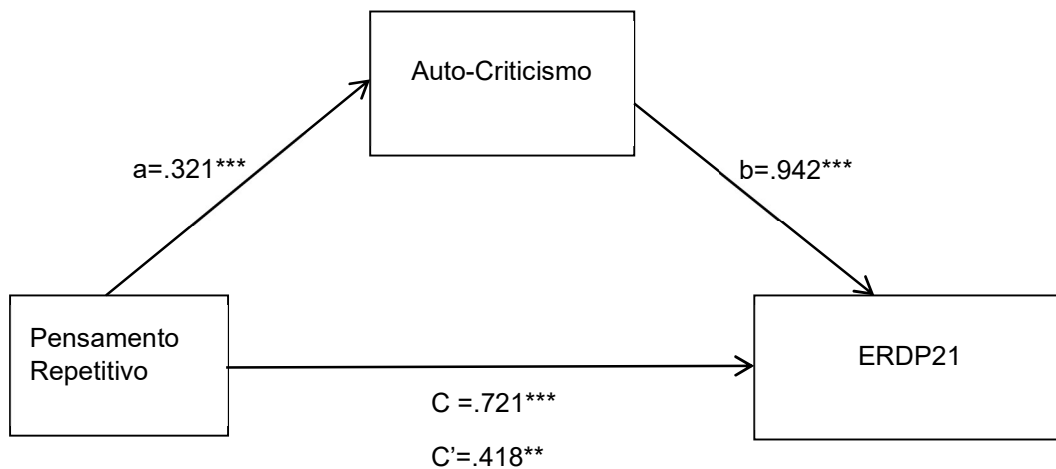 Auto-Criticismo
a=.321***
b=.942***
Pensamento
Repetitivo
ERDP21
C =.721***
C’=.418**